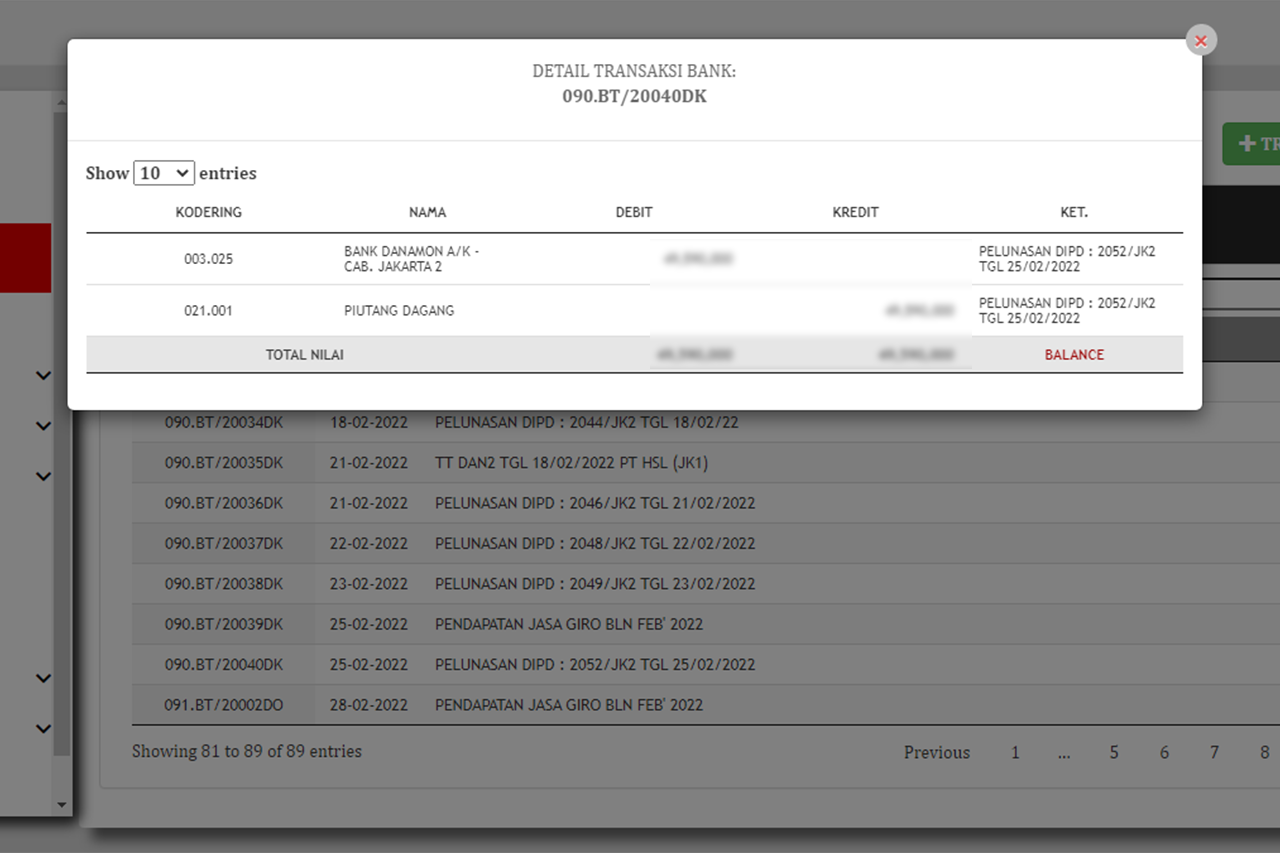 DETAIL TRANSAKSI BANK:
090.BT/20040DK
TR
Show 10 entries
KODERING NAMA DEBIT KREDIT KET.
003.025 BANK DANAMON A/K - CAB. JAKARTA 2 PELUNASAN DIPD : 2052/JK2 TGL 25/02/2022
021.001 PIUTANG DAGANG PELUNASAN DIPD : 2052/JK2 TGL 25/02/2022
TOTAL NILAI BALANCE
090.BT/20034DK 18-02-2022 PELUNASAN DIPD : 2044/JK2 TGL 18/02/22
090.BT/20035DK 21-02-2022 TT DAN2 TGL 18/02/2022 PT HSL (JK1)
090.BT/20036DK 21-02-2022 PELUNASAN DIPD : 2046/JK2 TGL 21/02/2022
090.BT/20037DK 22-02-2022 PELUNASAN DIPD : 2048/JK2 TGL 22/02/2022
090.BT/20038DK 23-02-2022 PELUNASAN DIPD : 2049/JK2 TGL 23/02/2022
090.BT/20039DK 25-02-2022 PENDAPATAN JASA GIRO BLN FEB' 2022
090.BT/20040DK 25-02-2022 PELUNASAN DIPD : 2052/JK2 TGL 25/02/2022
091.BT/20002DO 28-02-2022 PENDAPATAN JASA GIRO BLN FEB' 2022
Showing 81 to 89 of 89 entries Previous 1 ... 5 6 7 8